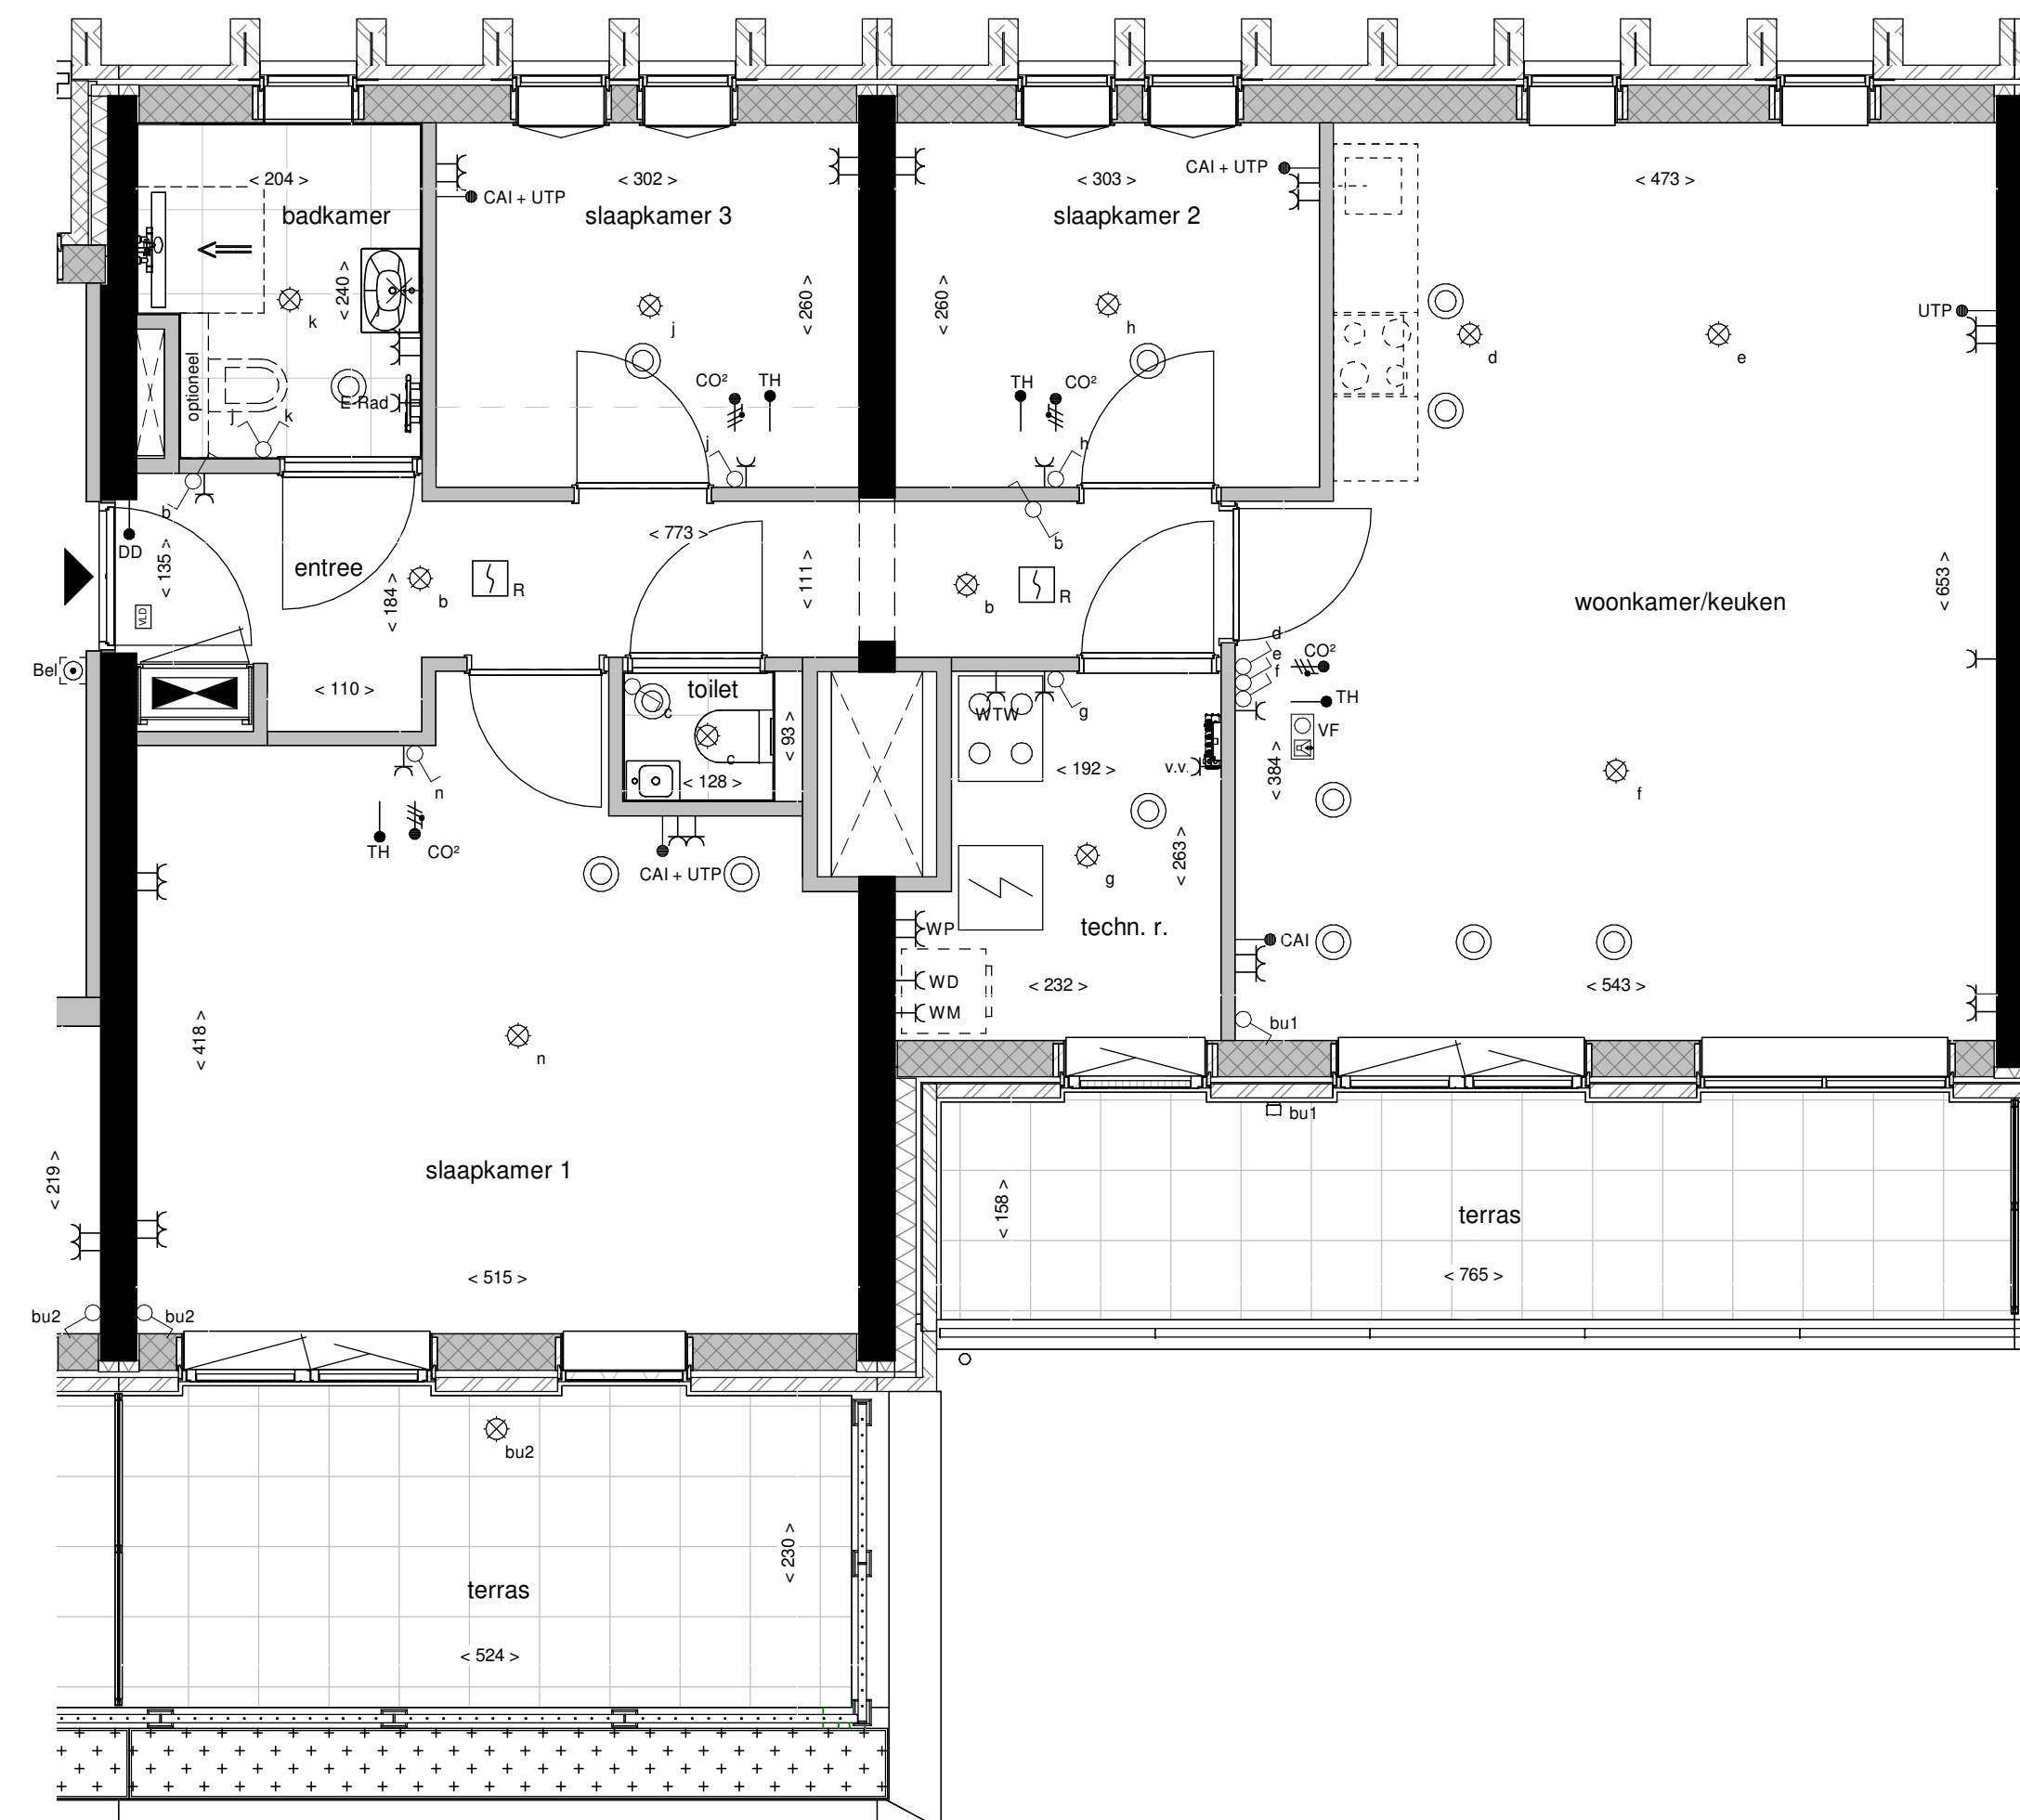 < 204 >
badkamer
CAI + UTP
< 302 >
slaapkamer 3
< 303 >
slaapkamer 2
CAI + UTP
< 473 >
< 240 >
k
j
< 260 >
< 260 >
h
d
e
UTP
optioneel
j
k
E-Rad
CO²
TH
j
TH
CO²
h
b
DD
< 135 >
entree
< 184 >
b
R
< 773 >
< 111 >
b
b
R
woonkamer/keuken
< 653 >
VLD
Bel
< 110 >
toilet
c
c
< 93 >
< 128 >
WTW
g
< 192 >
v.v.
d
e
f
CO²
TH
VF
< 384 >
f
n
TH
CO²
CAI + UTP
g
< 263 >
WP
techn. r.
CAI
WD
WM
< 232 >
< 543 >
bu1
< 418 >
n
bu1
slaapkamer 1
< 219 >
< 158 >
terras
< 515 >
< 765 >
bu2
bu2
bu2
< 230 >
terras
< 524 >